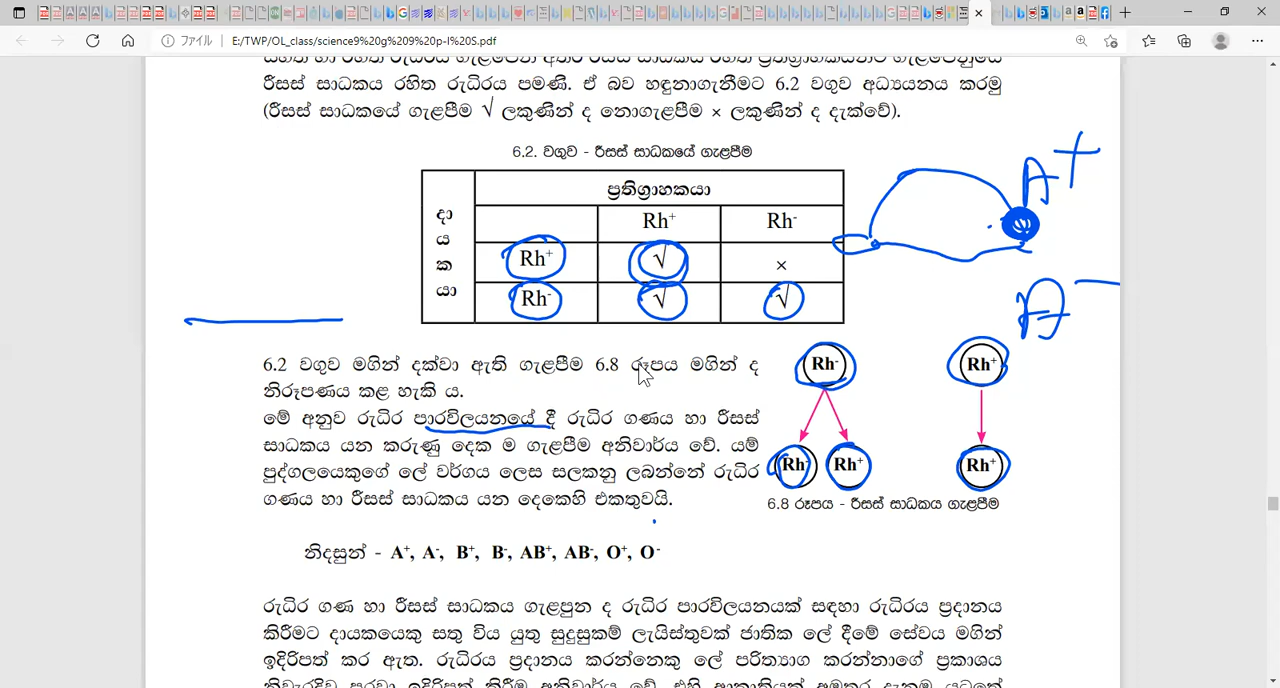 ෆයිල්
E:/TWP/OL_class/science9%20g%209%20p-I%20S.pdf
රීසස් සාධකය රහිත රුධිරය පමණි. ඒ බව හඳුනාගැනීමට 6.2 වගුව අධ්‍යයනය කරමු
(රීසස් සාධකයේ ගැළපීම √ ලකුණින් ද නොගැළපීම × ලකුණින් ද දැක්වේ).
6.2. වගුව - රීසස් සාධකයේ ගැළපීම
දායකයා
ප්‍රතිග්‍රාහකයා
Rh⁺ Rh⁻
Rh⁺ √ ×
Rh⁻ √ √
A+
A-
6.2 වගුව මගින් දක්වා ඇති ගැළපීම 6.8 රූපය මගින් ද
නිරූපණය කළ හැකි ය.
මේ අනුව රුධිර පාරවිලයනයේ දී රුධිර ගණය හා රීසස්
සාධකය යන කරුණු දෙක ම ගැළපීම අනිවාර්ය වේ. යම්
පුද්ගලයෙකුගේ ලේ වර්ගය ලෙස සලකනු ලබන්නේ රුධිර
ගණය හා රීසස් සාධකය යන දෙකෙහි එකතුවයි.
Rh⁻ Rh⁺
Rh⁻ Rh⁺ Rh⁺
6.8 රූපය - රීසස් සාධකය ගැළපීම
නිදසුන් - A⁺, A⁻, B⁺, B⁻, AB⁺, AB⁻, O⁺, O⁻
රුධිර ගණ හා රීසස් සාධකය ගැළපුන ද රුධිර පාරවිලයනයක් සඳහා රුධිරය ප්‍රදානය
කිරීමට දායකයෙකු සතු විය යුතු සුදුසුකම් ලැයිස්තුවක් ජාතික ලේ දීමේ සේවය මගින්
ඉදිරිපත් කර ඇත. රුධිරය ප්‍රදානය කරන්නෙකු ලේ පරිත්‍යාග කරන්නාගේ ප්‍රකාශය